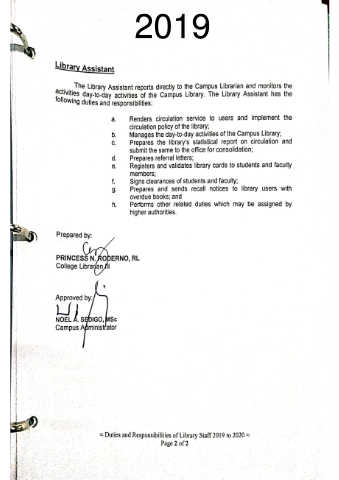 2019
Library Assistant
The Library Assistant reports directly to the Campus Librarian and monitors the
activities day-to-day activities of the Campus Library. The Library Assistant has the
following duties and responsibilities:
a. Renders circulation service to users and implement the
circulation policy of the library;
b. Manages the day-to-day activities of the Campus Library;
c. Prepares the library's statistical report on circulation and
submit the same to the office for consolidation;
d. Prepares referral letters;
e. Registers and validates library cards to students and faculty
members;
f. Signs clearances of students and faculty;
g. Prepares and sends recall notices to library users with
overdue books; and
h. Performs other related duties which may be assigned by
higher authorities.
Prepared by:
PRINCESS N. RODERNO, RL
College Librarian III
Approved by:
NOEL A. SEDIGO, MSc
Campus Administrator
= Duties and Responsibilities of Library Staff 2019 to 2020 =
Page 2 of 2